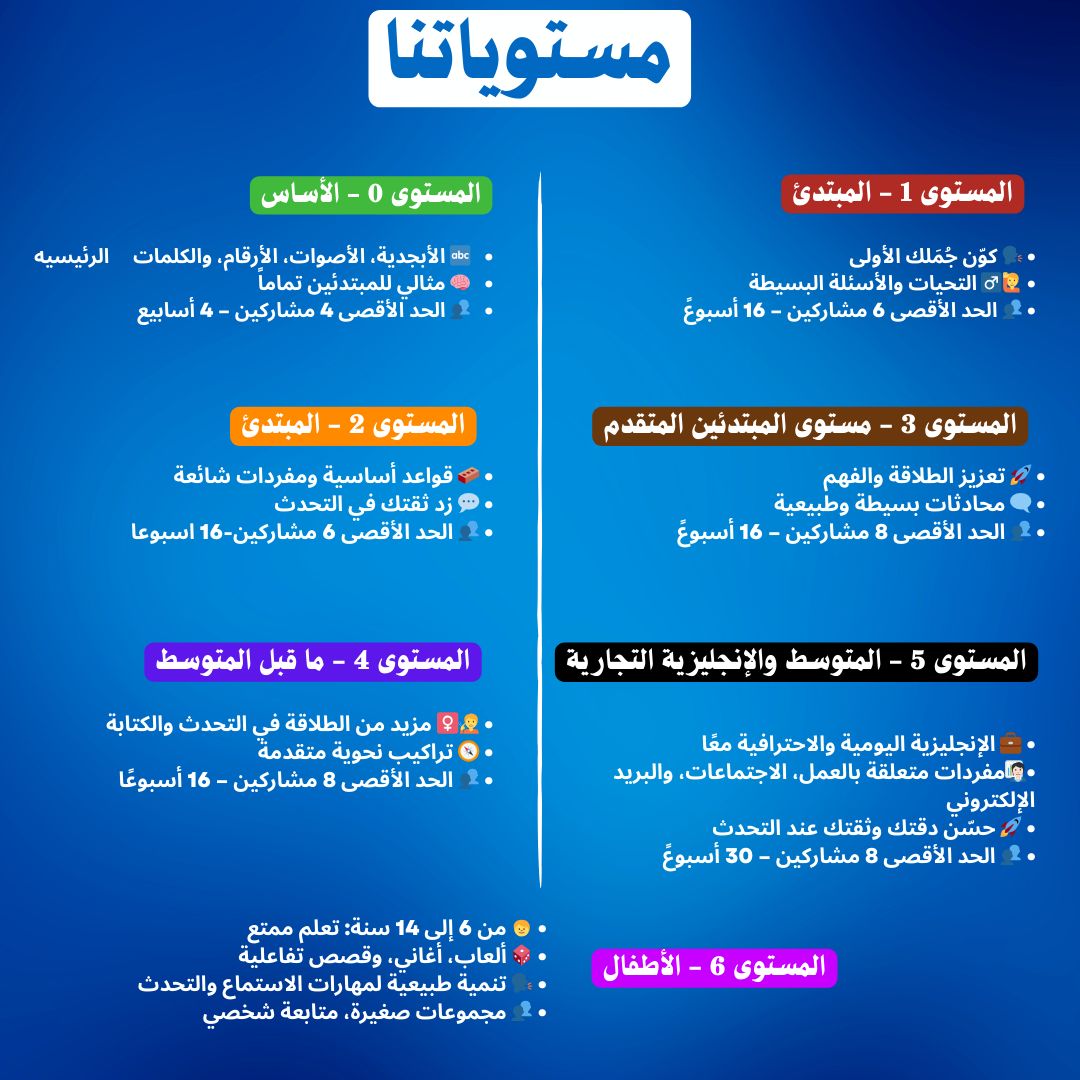 مستوياتنا
المستوى 0 - الأساس
🔤 الأبجدية، الأصوات، الأرقام، والكلمات الرئيسيه
🧠 مثالي للمبتدئين تماماً
👥 الحد الأقصى 4 مشاركين – 4 أسابيع
المستوى 1 - المبتدئ
🗣️ كوّن جُمَلك الأولى
🙋♂️ التحيات والأسئلة البسيطة
👥 الحد الأقصى 6 مشاركين – 16 أسبوعً
المستوى 2 - المبتدئ
🧱 قواعد أساسية ومفردات شائعة
💬 زد ثقتك في التحدث
👥 الحد الأقصى 6 مشاركين-16 اسبوعا
المستوى 3 - مستوى المبتدئين المتقدم
🚀 تعزيز الطلاقة والفهم
🗨️ محادثات بسيطة وطبيعية
👥 الحد الأقصى 8 مشاركين – 16 أسبوعً
المستوى 4 - ما قبل المتوسط
🧏♀️ مزيد من الطلاقة في التحدث والكتابة
🧭 تراكيب نحوية متقدمة
👥 الحد الأقصى 8 مشاركين – 16 أسبوعًا
المستوى 5 - المتوسط والإنجليزية التجارية
💼 الإنجليزية اليومية والاحترافية معًا
👨🏻‍💼مفردات متعلقة بالعمل، الاجتماعات، والبريد
الإلكتروني
🚀 حسّن دقتك وثقتك عند التحدث
👥 الحد الأقصى 8 مشاركين – 30 أسبوعً
المستوى 6 - الأطفال
👦 من 6 إلى 14 سنة: تعلم ممتع
🎲 ألعاب، أغاني، وقصص تفاعلية
🗣️ تنمية طبيعية لمهارات الاستماع والتحدث
👥 مجموعات صغيرة، متابعة شخصي